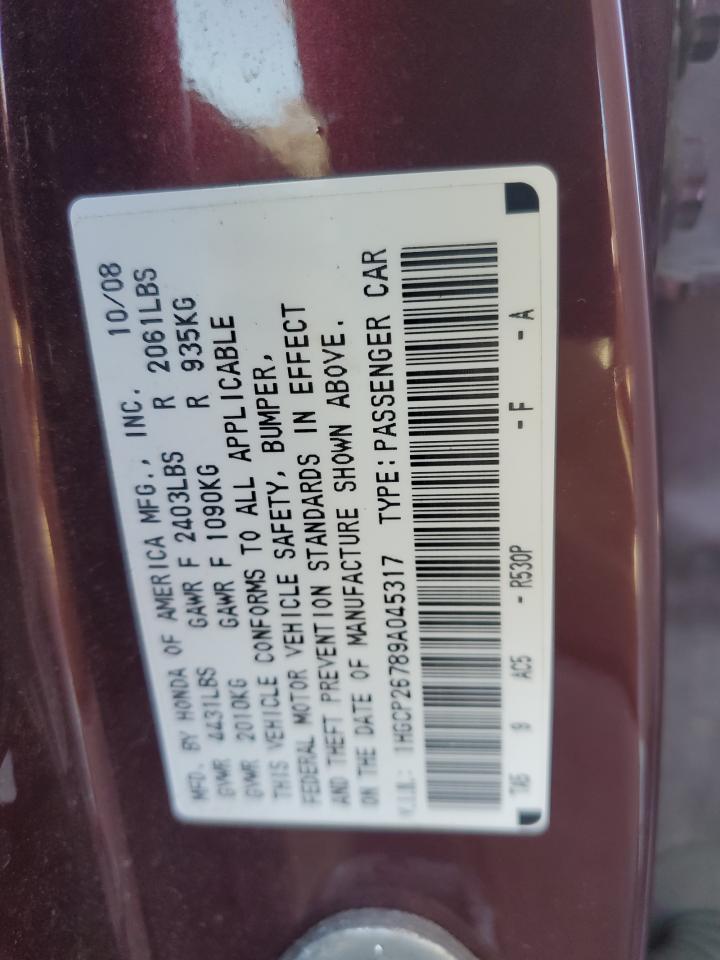 MFD. BY HONDA OF AMERICA MFG., INC. 10/08
GVWR 4431LBS GAWR F 2403LBS R 2061LBS
GVWR 2010KG GAWR F 1090KG R 935KG
THIS VEHICLE CONFORMS TO ALL APPLICABLE
FEDERAL MOTOR VEHICLE SAFETY, BUMPER,
AND THEFT PREVENTION STANDARDS IN EFFECT
ON THE DATE OF MANUFACTURE SHOWN ABOVE.
V.I.N.: 1HGCP26789A045317 TYPE: PASSENGER CAR
TA5 9 AC5 - R530P - F - A